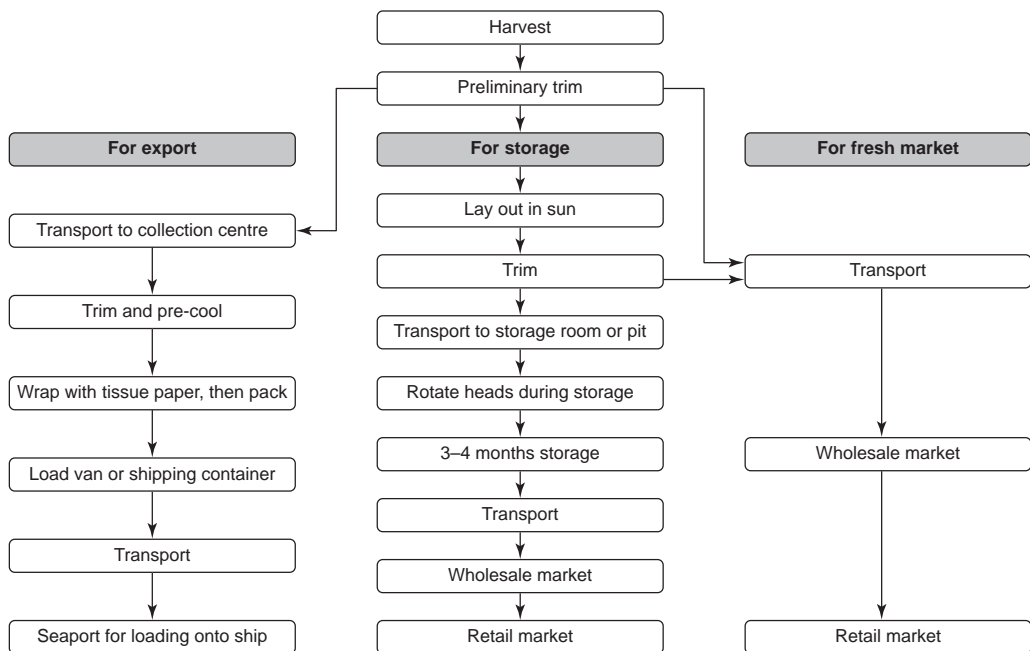 Harvest
Preliminary trim
For export
For storage
For fresh market
Lay out in sun
Transport to collection centre
Trim
Transport
Trim and pre-cool
Transport to storage room or pit
Wrap with tissue paper, then pack
Rotate heads during storage
3–4 months storage
Wholesale market
Load van or shipping container
Transport
Transport
Wholesale market
Seaport for loading onto ship
Retail market
Retail market